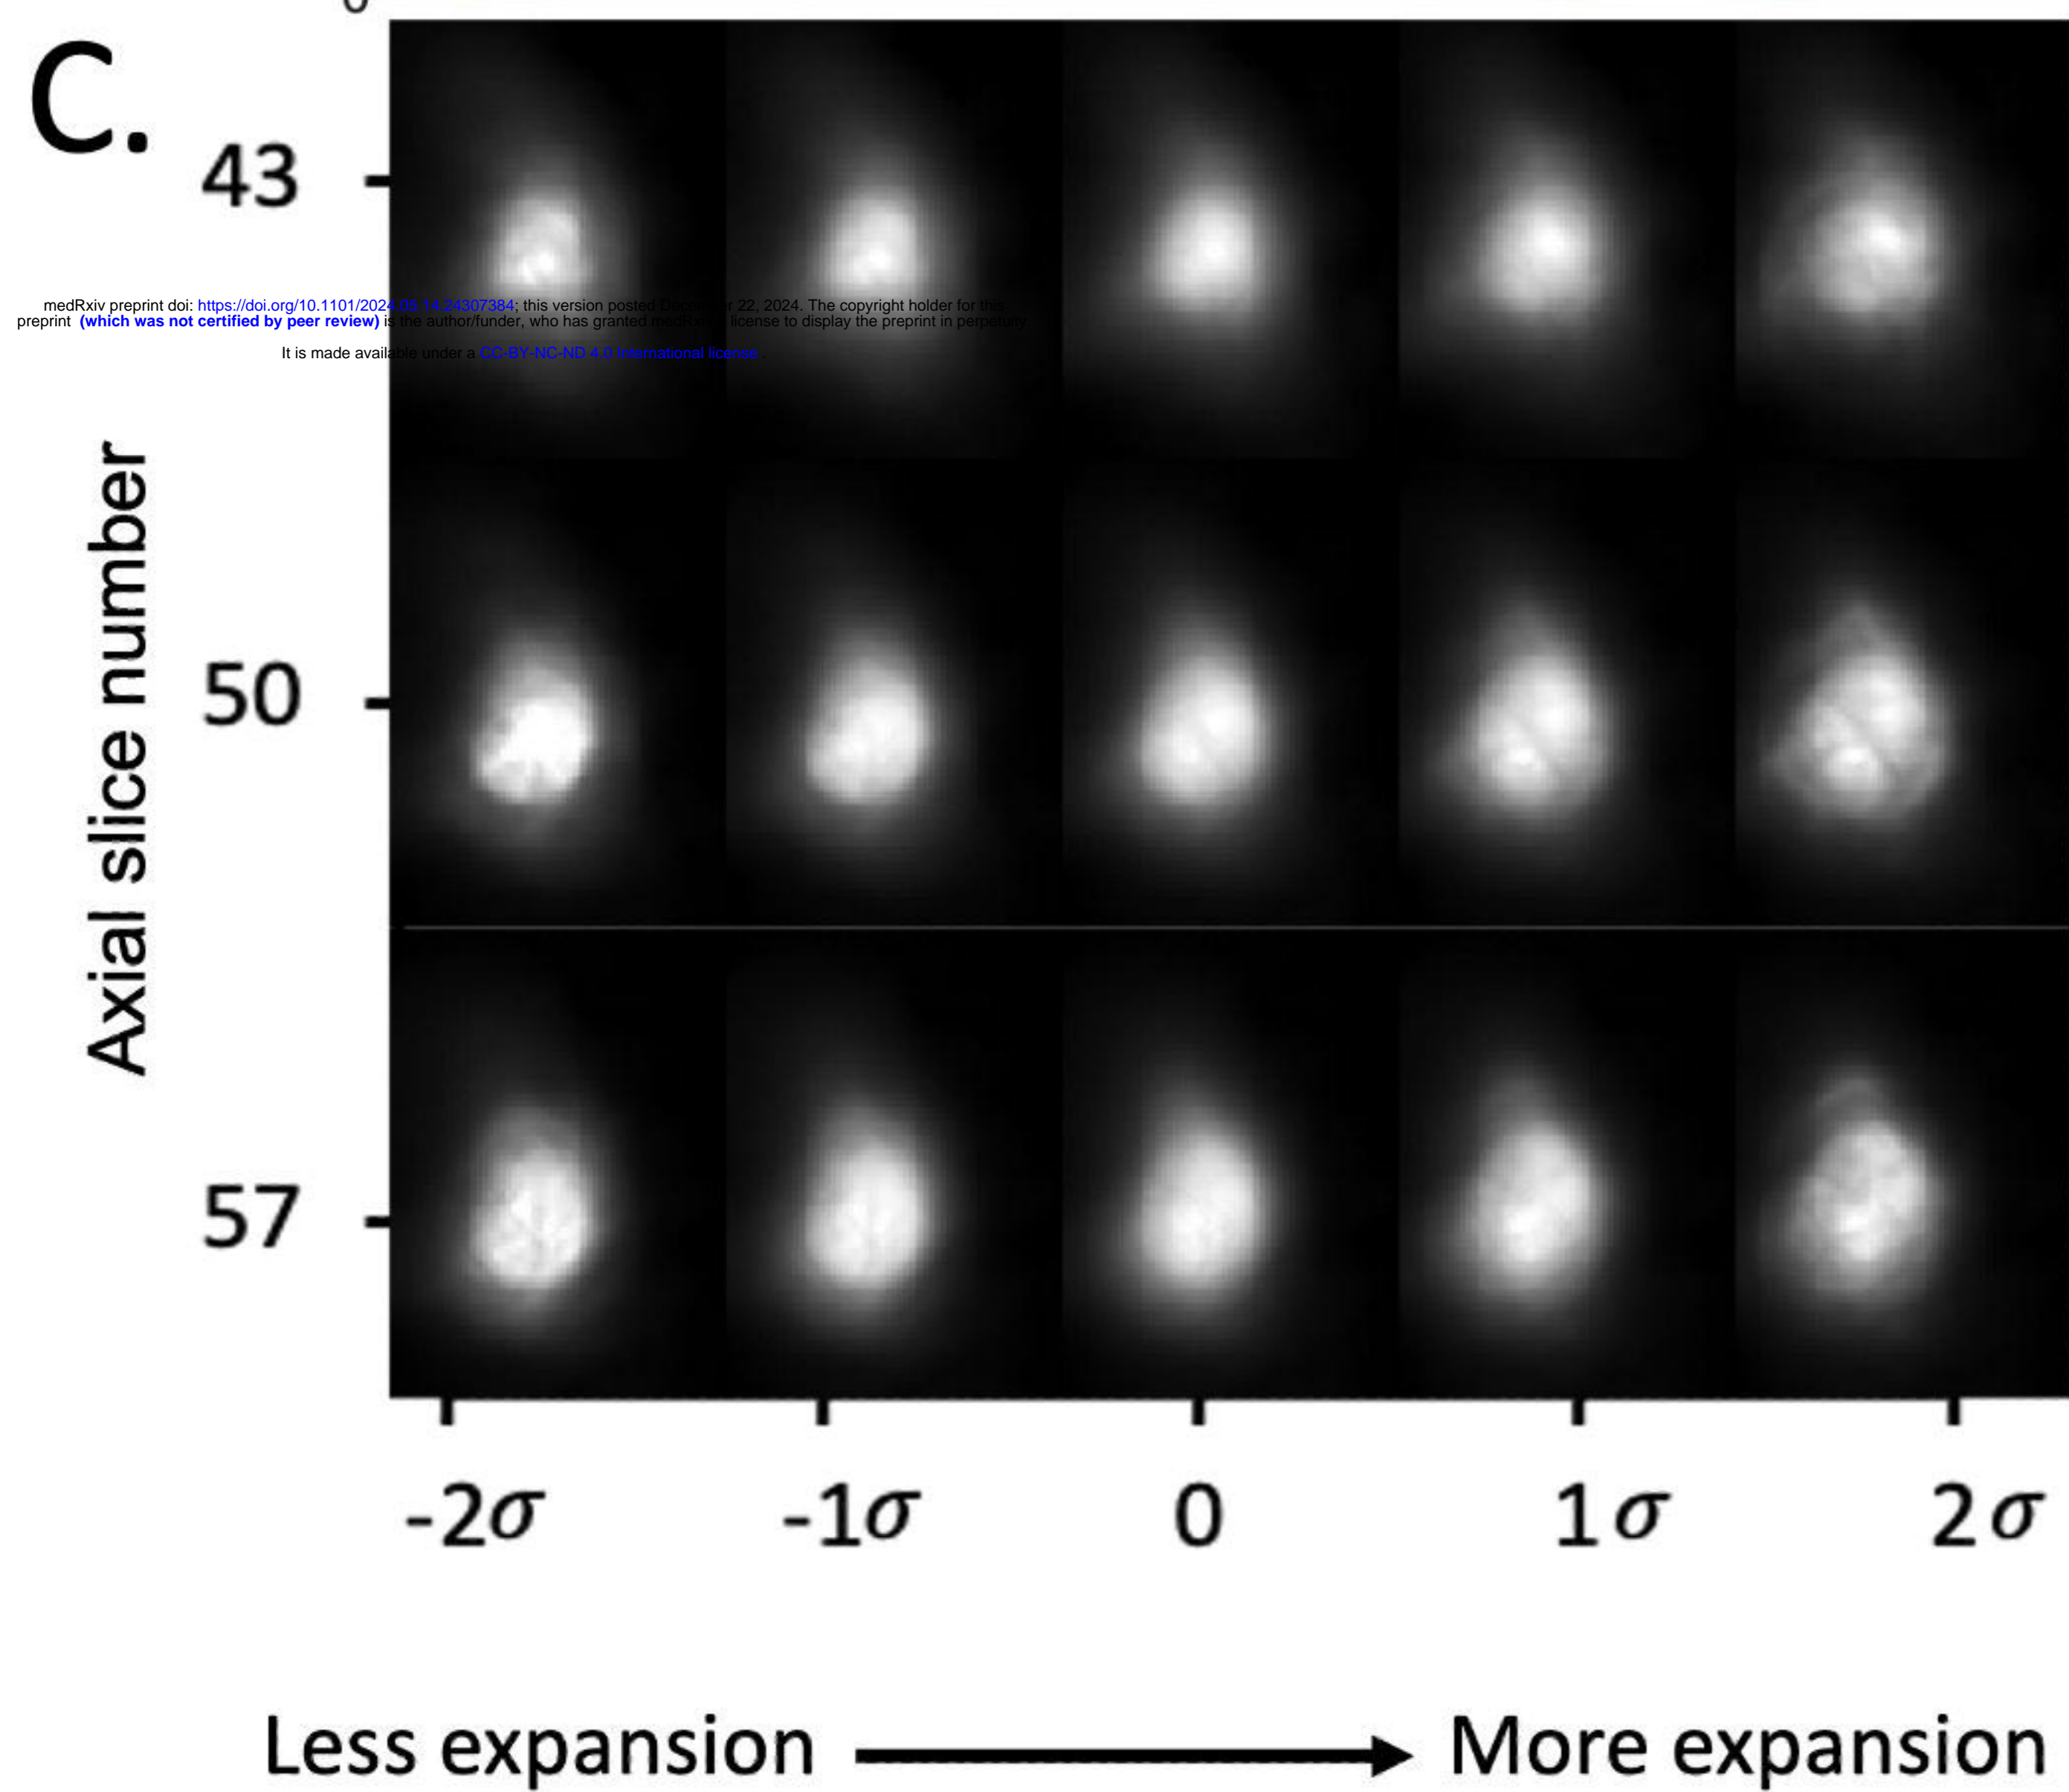 C.
43
medRxiv preprint doi: https://doi.org/10.1101/2024.05.14.24307384; this version posted December 22, 2024. The copyright holder for this
preprint (which was not certified by peer review) is the author/funder, who has granted medRxiv a license to display the preprint in perpetuity.
It is made available under a CC-BY-NC-ND 4.0 International license .
Axial slice number
50
57
-2σ -1σ 0 1σ 2σ
Less expansion More expansion